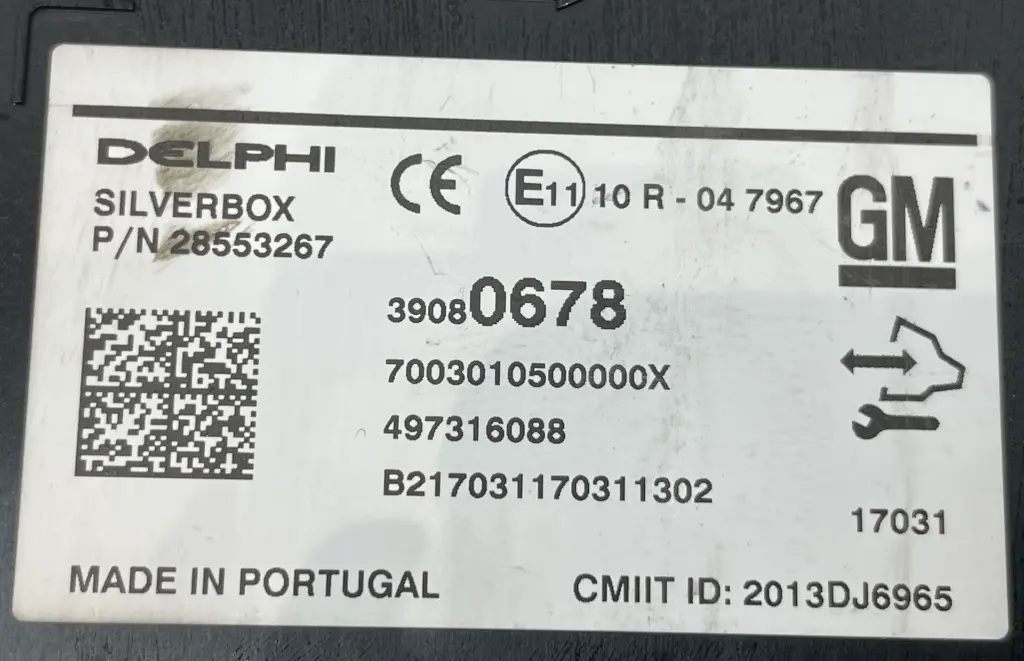 DELPHI
SILVERBOX
P/N 28553267
CE E11 10 R - 04 7967
GM
39080678
7003010500000X
497316088
B217031170311302
17031
MADE IN PORTUGAL
CMIIT ID: 2013DJ6965